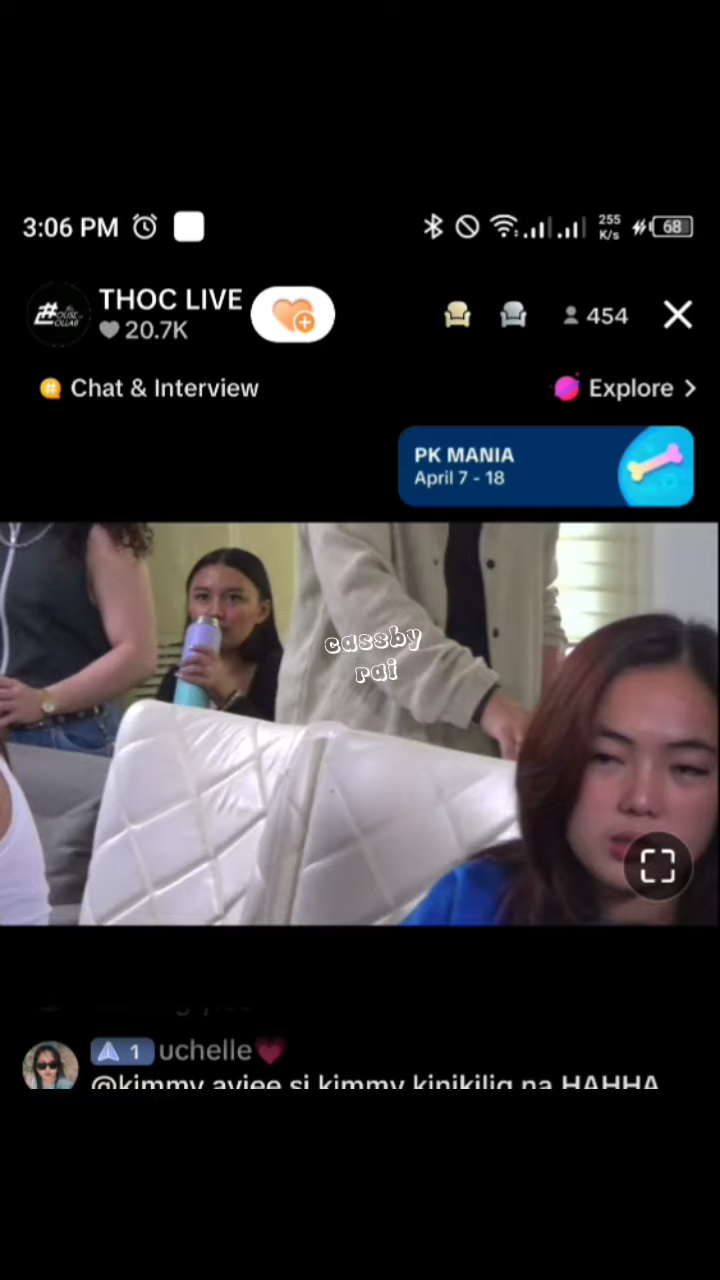 3:06 PM
255
K/s
68
THOC LIVE
20.7K
454
# Chat & Interview
Explore >
PK MANIA
April 7 - 18
cassby
rai
1 uchelle
@kimmy ayiee si kimmy kinikilig na HAHHA